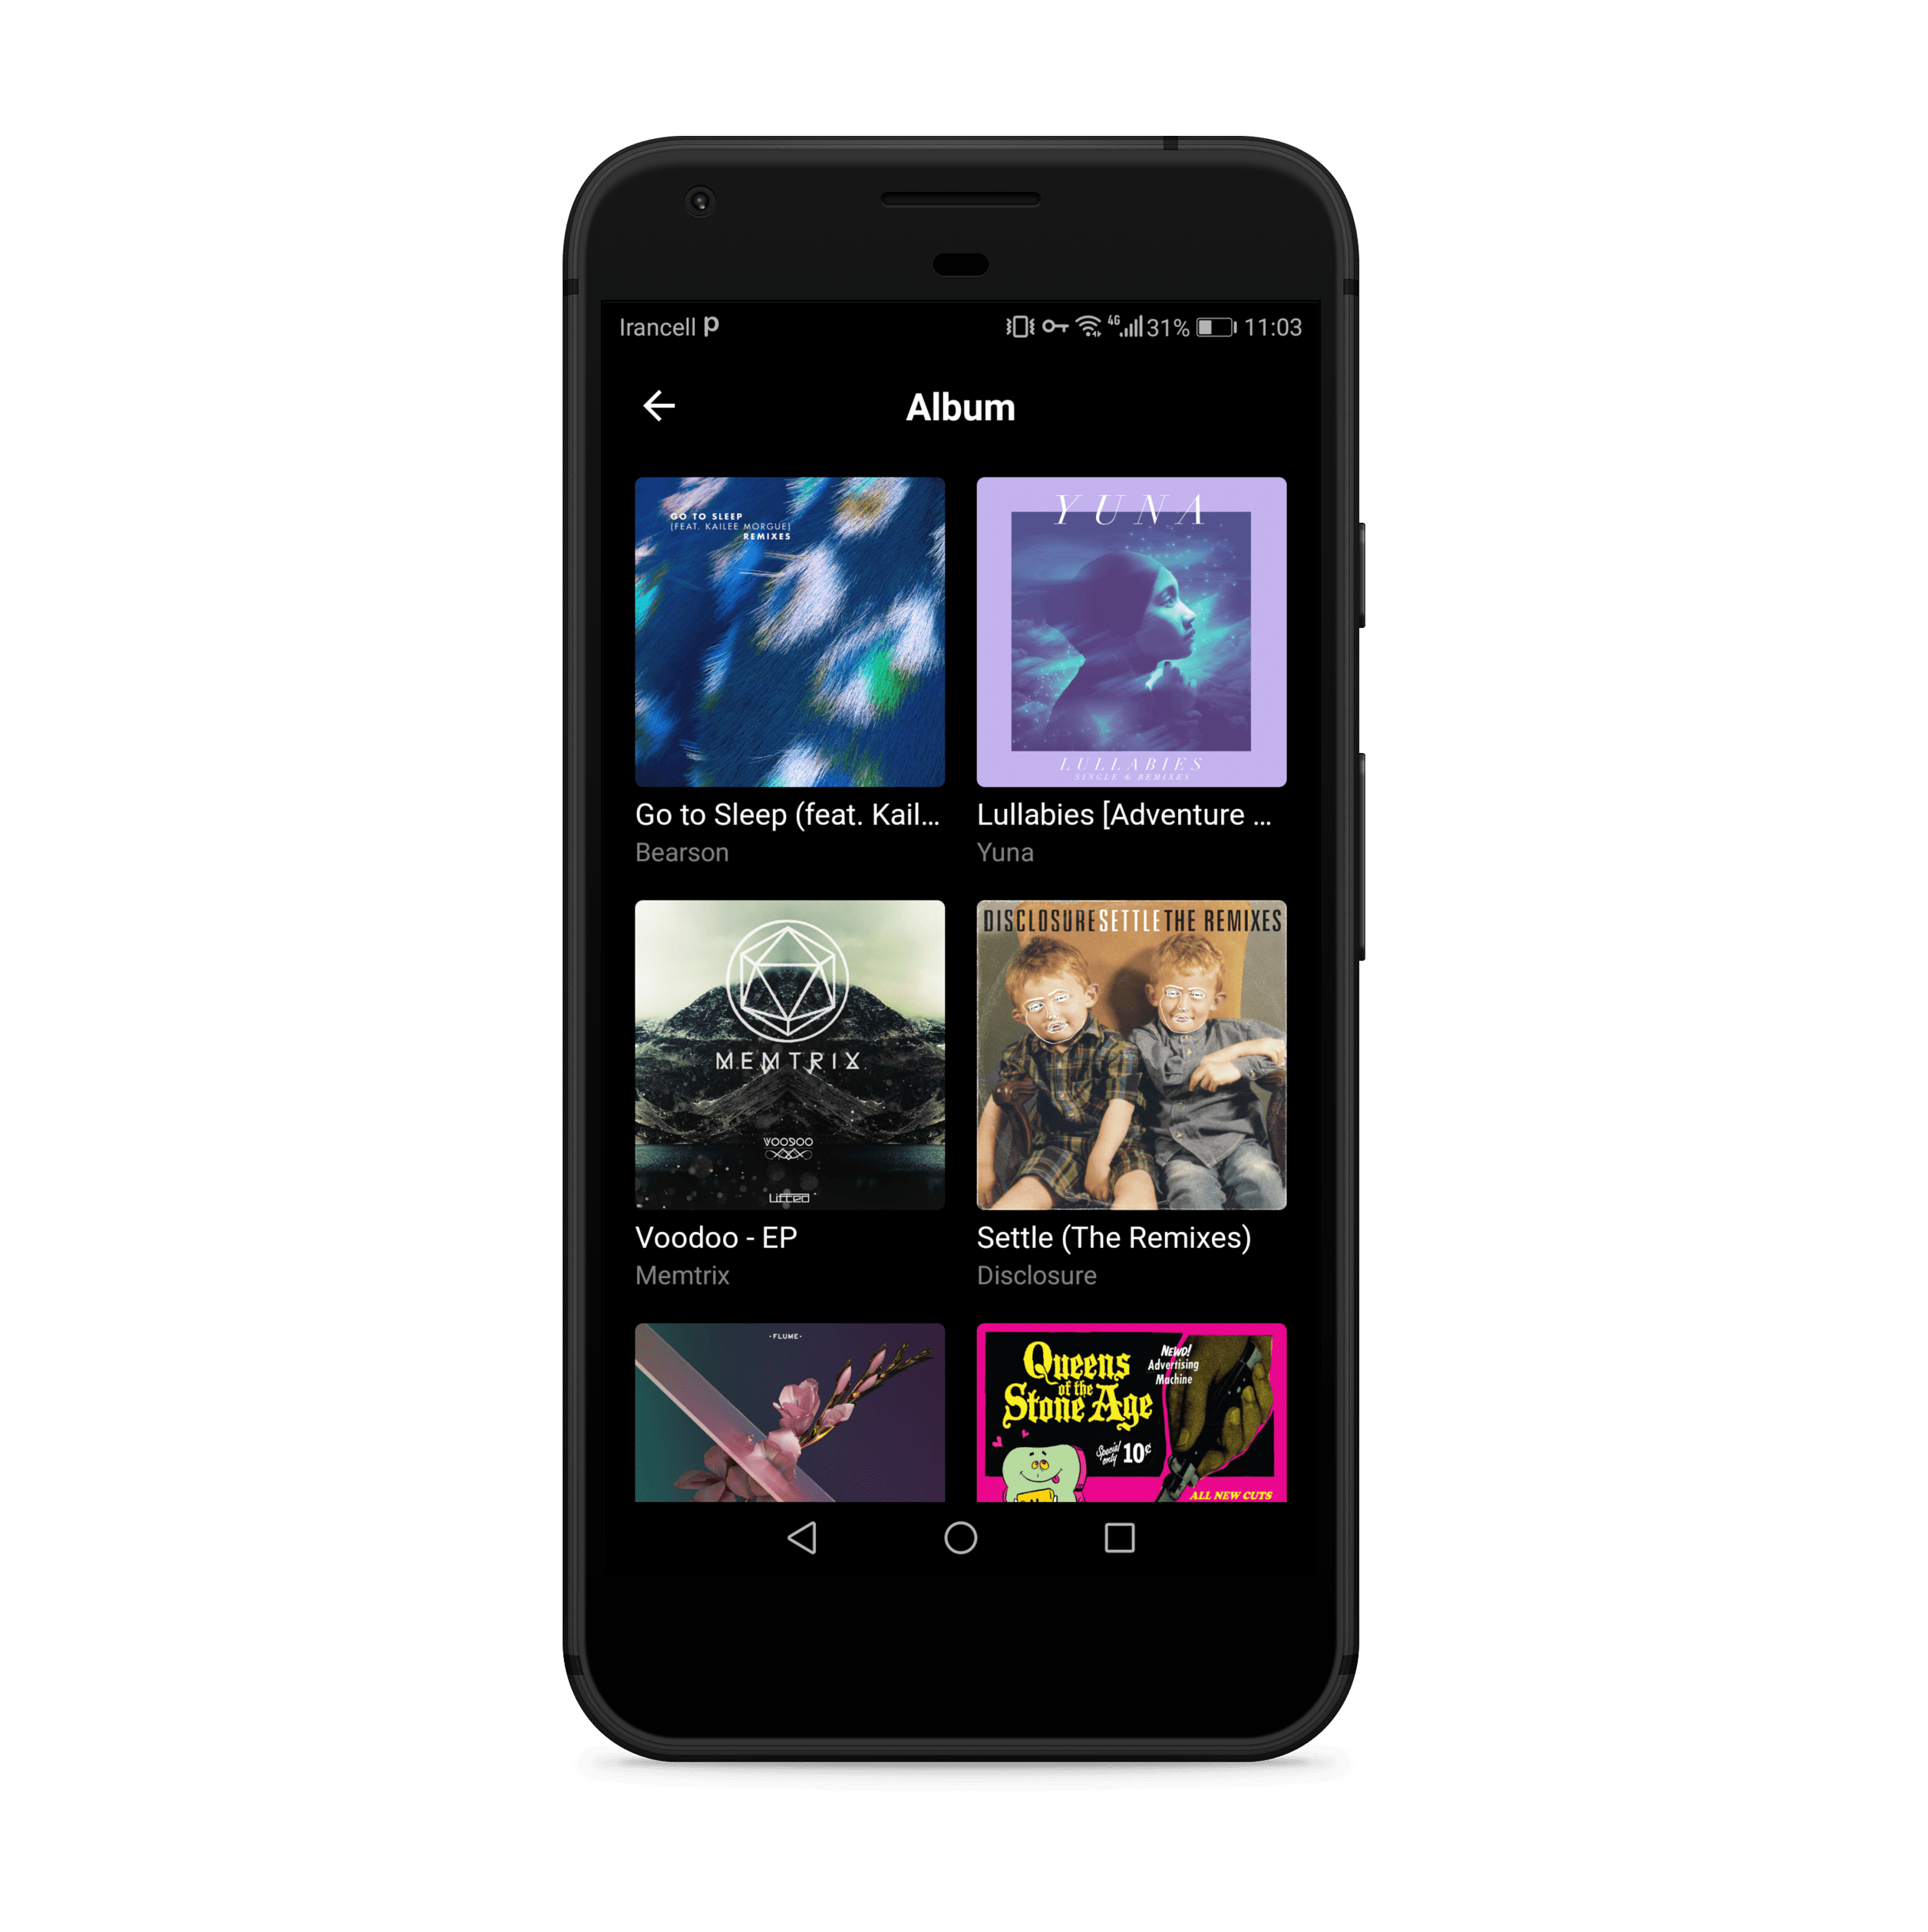 Irancell p 4G 31% 11:03
Album
GO TO SLEEP
[FEAT. KAILEE MORGUE]
REMIXES
YUNA
LULLABIES
SINGLE & REMIXES
Go to Sleep (feat. Kail...
Bearson
Lullabies [Adventure ...
Yuna
MEMTRIX
VOODOO
Lifted
DISCLOSURE SETTLE THE REMIXES
Voodoo - EP
Memtrix
Settle (The Remixes)
Disclosure
·FLUME·
Queens
of the
Stone Age
NEWD!
Advertising
Machine
Special only 10¢
ALL NEW CUTS